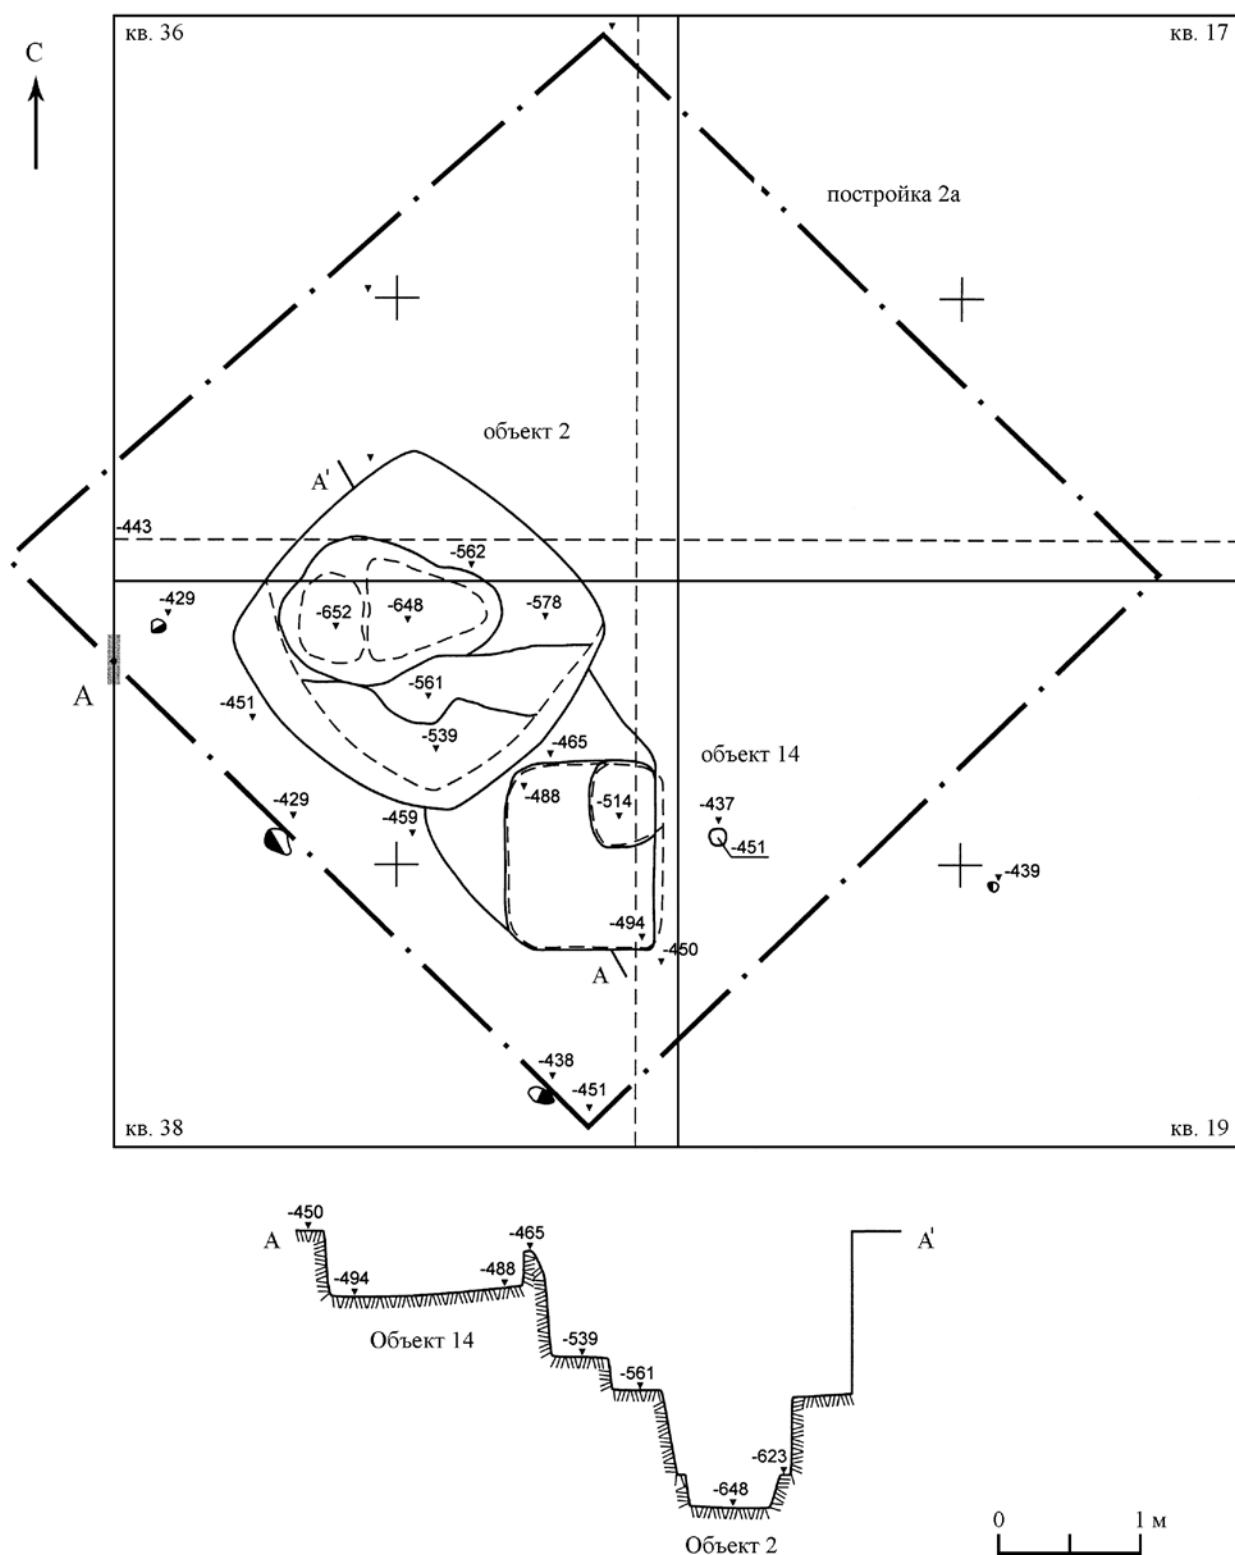 кв. 36
кв. 17
С
постройка 2а
объект 2
А'
-443
-562
-429
-652
-648
-578
А
-451
-561
-539
-465
объект 14
-488
-514
-429
-459
-437
-451
-439
-494
-450
А
-438
-451
кв. 38
кв. 19
-450
-465
А
А'
-494
-488
Объект 14
-539
-561
-623
-648
0
1 м
Объект 2